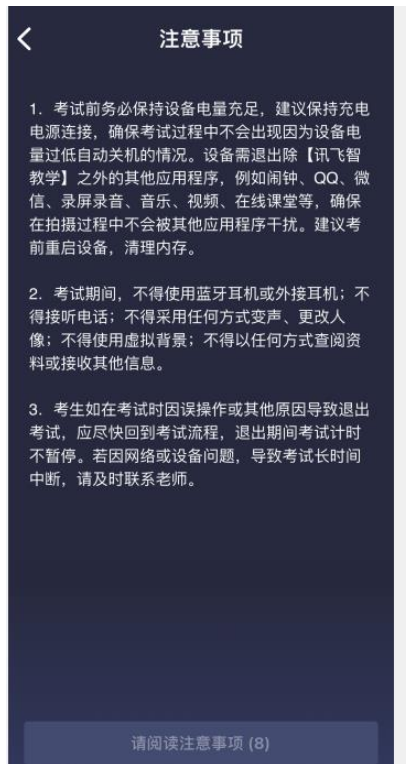 注意事项
1. 考试前务必保持设备电量充足，建议保持充电
电源连接，确保考试过程中不会出现因为设备电
量过低自动关机的情况。设备需退出除【讯飞智
教学】之外的其他应用程序，例如闹钟、QQ、微
信、录屏录音、音乐、视频、在线课堂等，确保
在拍摄过程中不会被其他应用程序干扰。建议考
前重启设备，清理内存。
2. 考试期间，不得使用蓝牙耳机或外接耳机；不
得接听电话；不得采用任何方式变声、更改人
像；不得使用虚拟背景；不得以任何方式查阅资
料或接收其他信息。
3. 考生如在考试时因误操作或其他原因导致退出
考试，应尽快回到考试流程，退出期间考试计时
不暂停。若因网络或设备问题，导致考试长时间
中断，请及时联系老师。
请阅读注意事项 (8)